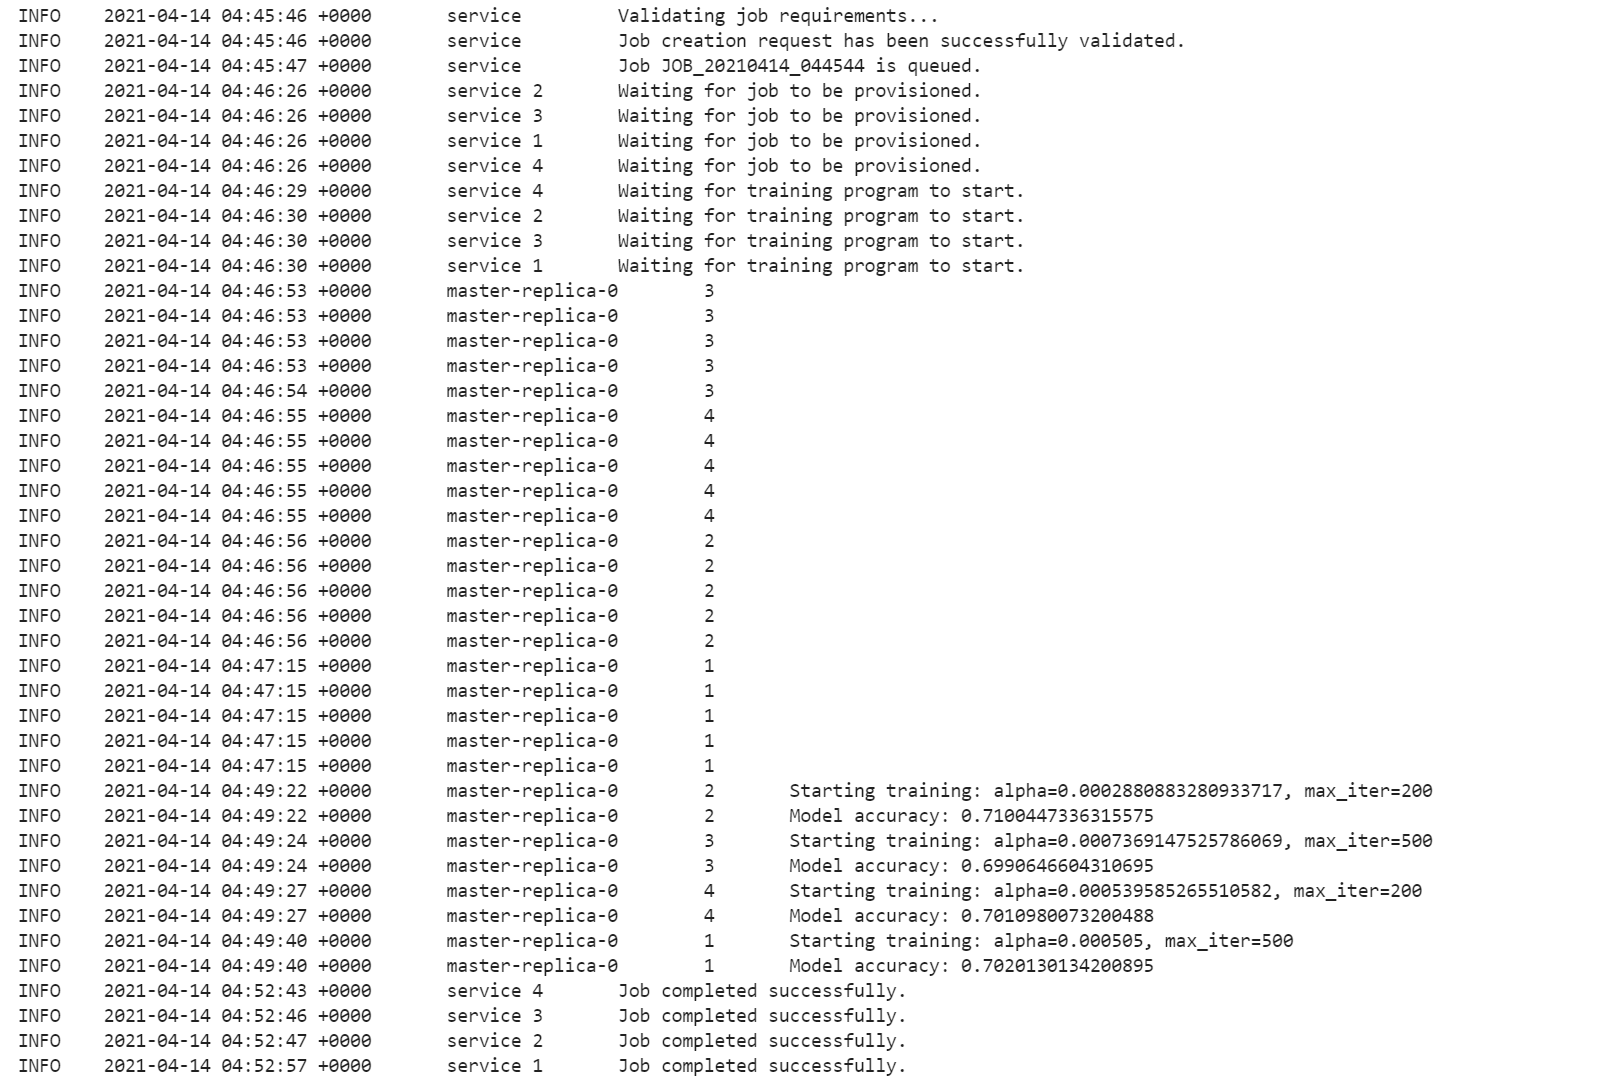 INFO 2021-04-14 04:45:46 +0000 service Validating job requirements...
INFO 2021-04-14 04:45:46 +0000 service Job creation request has been successfully validated.
INFO 2021-04-14 04:45:47 +0000 service Job JOB_20210414_044544 is queued.
INFO 2021-04-14 04:46:26 +0000 service 2 Waiting for job to be provisioned.
INFO 2021-04-14 04:46:26 +0000 service 3 Waiting for job to be provisioned.
INFO 2021-04-14 04:46:26 +0000 service 1 Waiting for job to be provisioned.
INFO 2021-04-14 04:46:26 +0000 service 4 Waiting for job to be provisioned.
INFO 2021-04-14 04:46:29 +0000 service 4 Waiting for training program to start.
INFO 2021-04-14 04:46:30 +0000 service 2 Waiting for training program to start.
INFO 2021-04-14 04:46:30 +0000 service 3 Waiting for training program to start.
INFO 2021-04-14 04:46:30 +0000 service 1 Waiting for training program to start.
INFO 2021-04-14 04:46:53 +0000 master-replica-0 3
INFO 2021-04-14 04:46:53 +0000 master-replica-0 3
INFO 2021-04-14 04:46:53 +0000 master-replica-0 3
INFO 2021-04-14 04:46:53 +0000 master-replica-0 3
INFO 2021-04-14 04:46:54 +0000 master-replica-0 3
INFO 2021-04-14 04:46:55 +0000 master-replica-0 4
INFO 2021-04-14 04:46:55 +0000 master-replica-0 4
INFO 2021-04-14 04:46:55 +0000 master-replica-0 4
INFO 2021-04-14 04:46:55 +0000 master-replica-0 4
INFO 2021-04-14 04:46:55 +0000 master-replica-0 4
INFO 2021-04-14 04:46:56 +0000 master-replica-0 2
INFO 2021-04-14 04:46:56 +0000 master-replica-0 2
INFO 2021-04-14 04:46:56 +0000 master-replica-0 2
INFO 2021-04-14 04:46:56 +0000 master-replica-0 2
INFO 2021-04-14 04:46:56 +0000 master-replica-0 2
INFO 2021-04-14 04:47:15 +0000 master-replica-0 1
INFO 2021-04-14 04:47:15 +0000 master-replica-0 1
INFO 2021-04-14 04:47:15 +0000 master-replica-0 1
INFO 2021-04-14 04:47:15 +0000 master-replica-0 1
INFO 2021-04-14 04:47:15 +0000 master-replica-0 1
INFO 2021-04-14 04:49:22 +0000 master-replica-0 2 Starting training: alpha=0.0002880883280933717, max_iter=200
INFO 2021-04-14 04:49:22 +0000 master-replica-0 2 Model accuracy: 0.7100447336315575
INFO 2021-04-14 04:49:24 +0000 master-replica-0 3 Starting training: alpha=0.0007369147525786069, max_iter=500
INFO 2021-04-14 04:49:24 +0000 master-replica-0 3 Model accuracy: 0.6990646604310695
INFO 2021-04-14 04:49:27 +0000 master-replica-0 4 Starting training: alpha=0.000539585265510582, max_iter=200
INFO 2021-04-14 04:49:27 +0000 master-replica-0 4 Model accuracy: 0.7010980073200488
INFO 2021-04-14 04:49:40 +0000 master-replica-0 1 Starting training: alpha=0.000505, max_iter=500
INFO 2021-04-14 04:49:40 +0000 master-replica-0 1 Model accuracy: 0.7020130134200895
INFO 2021-04-14 04:52:43 +0000 service 4 Job completed successfully.
INFO 2021-04-14 04:52:46 +0000 service 3 Job completed successfully.
INFO 2021-04-14 04:52:47 +0000 service 2 Job completed successfully.
INFO 2021-04-14 04:52:57 +0000 service 1 Job completed successfully.